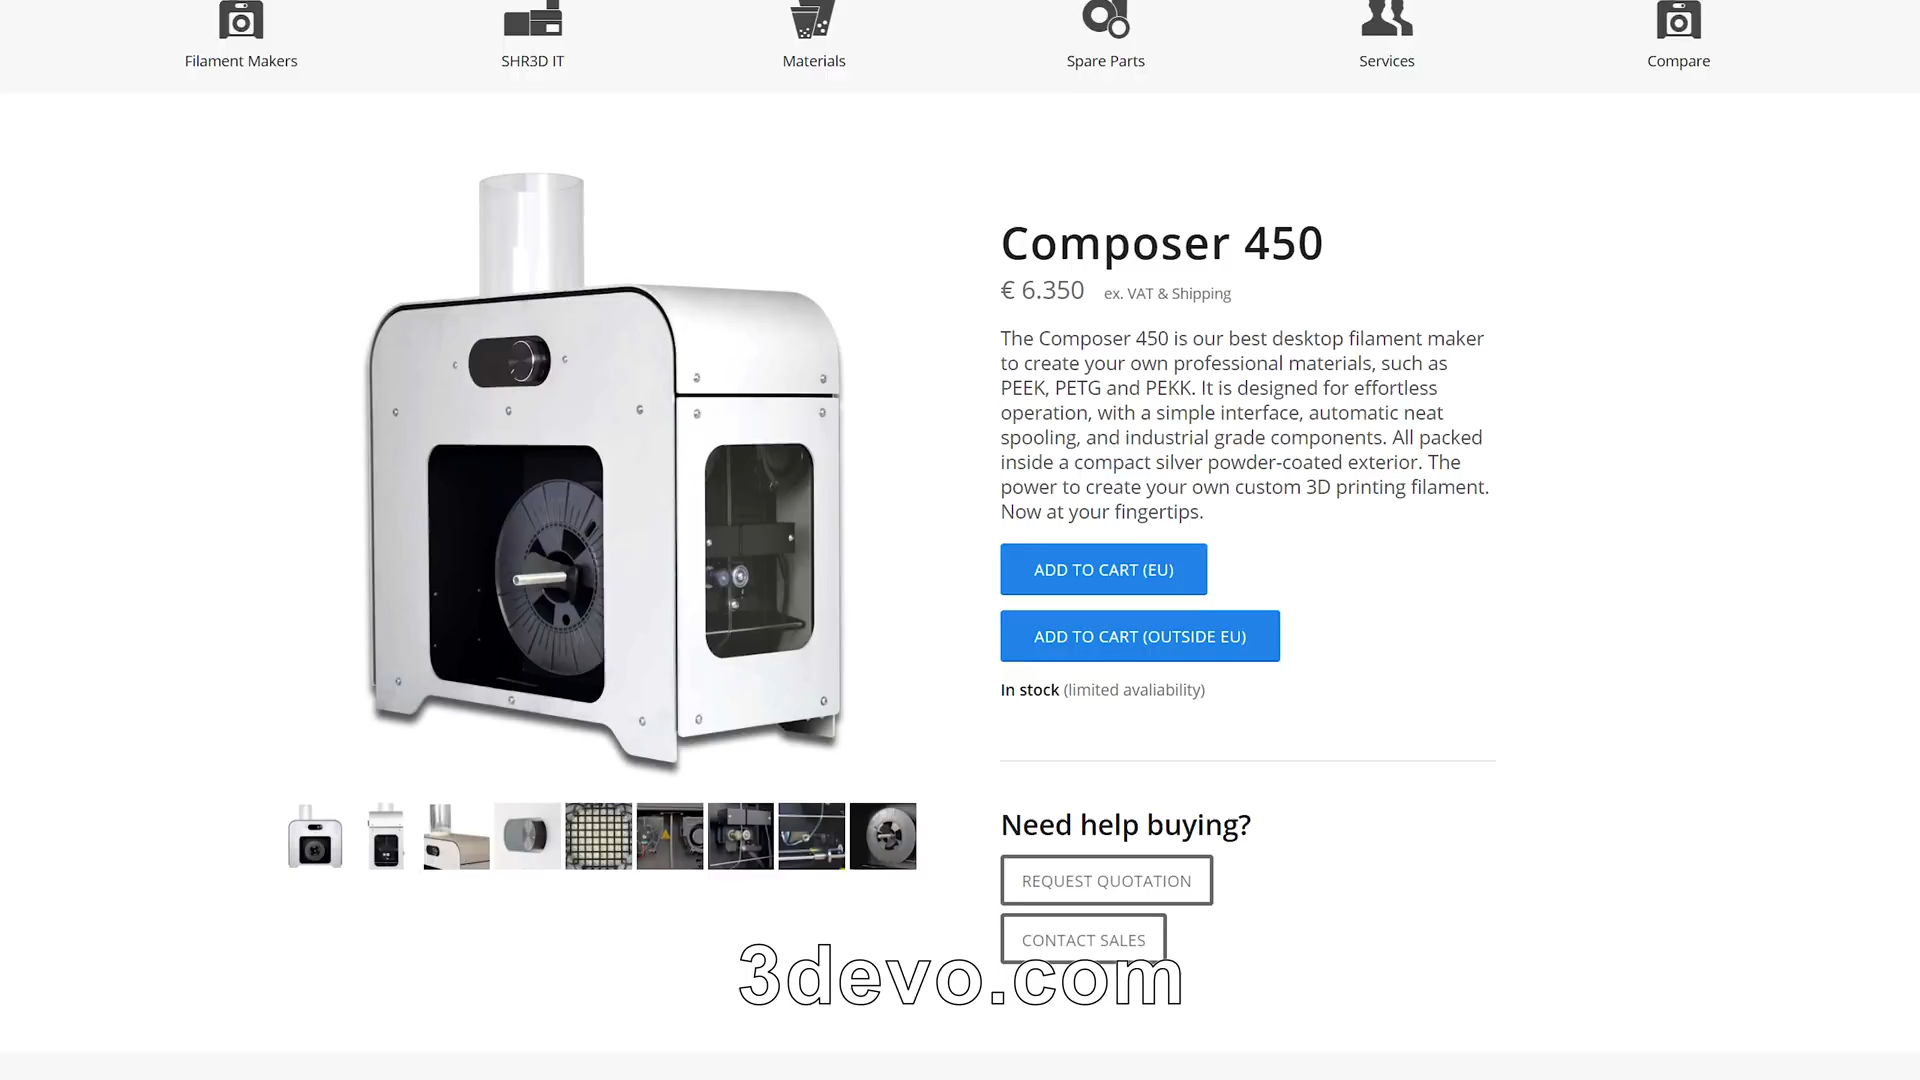 Filament Makers
SHR3D IT
Materials
Spare Parts
Services
Compare
Composer 450
€ 6.350 ex. VAT & Shipping
The Composer 450 is our best desktop filament maker
to create your own professional materials, such as
PEEK, PETG and PEKK. It is designed for effortless
operation, with a simple interface, automatic neat
spooling, and industrial grade components. All packed
inside a compact silver powder-coated exterior. The
power to create your own custom 3D printing filament.
Now at your fingertips.
ADD TO CART (EU)
ADD TO CART (OUTSIDE EU)
In stock (limited avaliability)
Need help buying?
REQUEST QUOTATION
CONTACT SALES
3devo.com